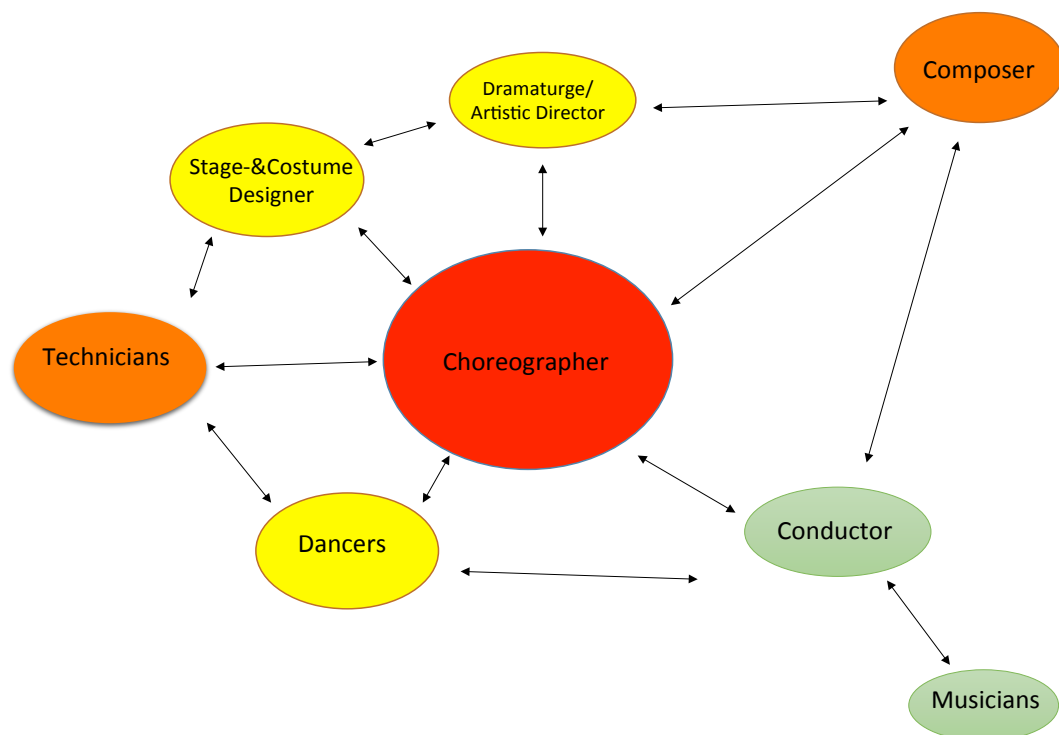 Composer
Dramaturge/
Artistic Director
Stage-&Costume
Designer
Technicians
Choreographer
Dancers
Conductor
Musicians